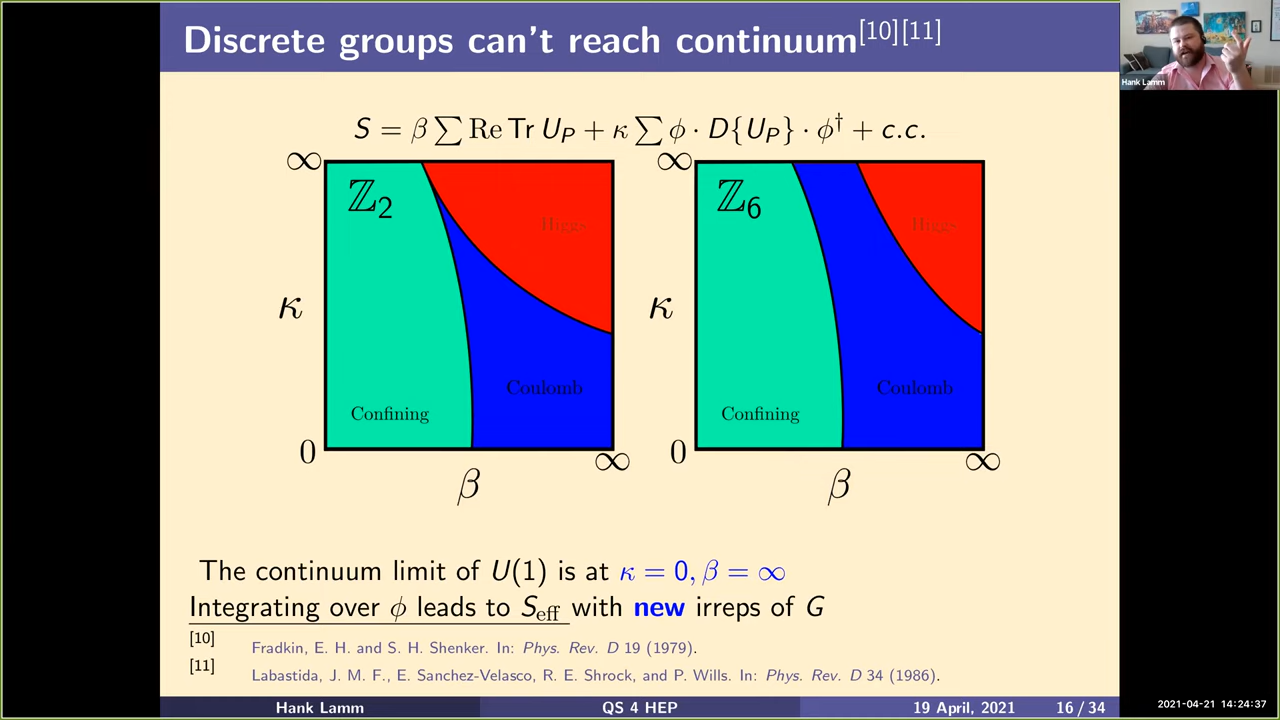 Discrete groups can't reach continuum[10][11]
S = β ∑ Re Tr U_P + κ ∑ φ · D{U_P} · φ† + c.c.
∞
ℤ2
Higgs
κ
Coulomb
Confining
0
∞
β
∞
ℤ6
Higgs
κ
Coulomb
Confining
0
∞
β
The continuum limit of U(1) is at κ = 0, β = ∞
Integrating over φ leads to S_eff with new irreps of G
[10] Fradkin, E. H. and S. H. Shenker. In: Phys. Rev. D 19 (1979).
[11] Labastida, J. M. F., E. Sanchez-Velasco, R. E. Shrock, and P. Wills. In: Phys. Rev. D 34 (1986).
Hank Lamm QS 4 HEP 19 April, 2021 16 / 34
Hank Lamm
2021-04-21 14:24:37